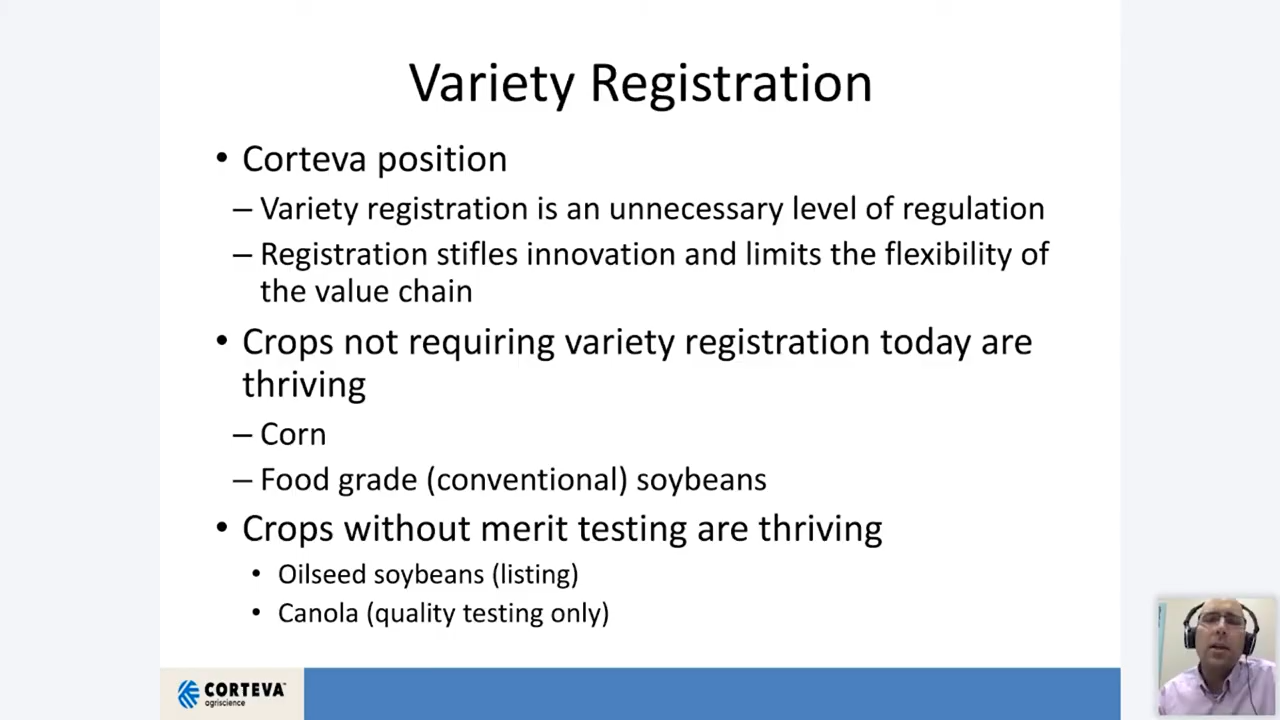 Variety Registration
• Corteva position
– Variety registration is an unnecessary level of regulation
– Registration stifles innovation and limits the flexibility of
the value chain
• Crops not requiring variety registration today are
thriving
– Corn
– Food grade (conventional) soybeans
• Crops without merit testing are thriving
• Oilseed soybeans (listing)
• Canola (quality testing only)
CORTEVA™
agriscience